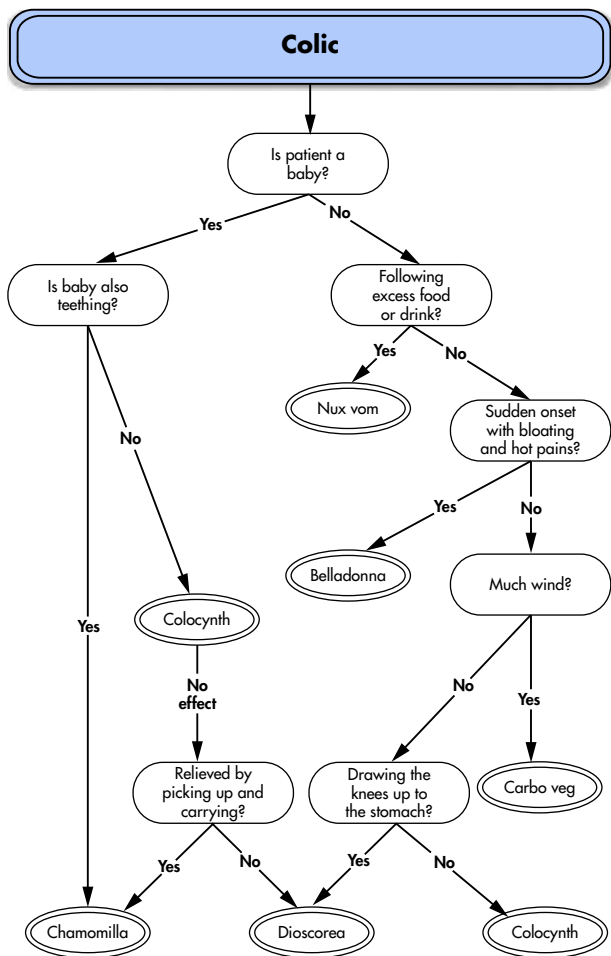 Colic
Is patient a
baby?
Yes
No
Is baby also
teething?
Following
excess food
or drink?
Yes
No
Nux vom
Sudden onset
with bloating
and hot pains?
No
Yes
No
Belladonna
Much wind?
Colocynth
Yes
No
effect
No
Yes
Relieved by
picking up and
carrying?
Drawing the
knees up to
the stomach?
Carbo veg
Yes
No
Yes
No
Chamomilla
Dioscorea
Colocynth